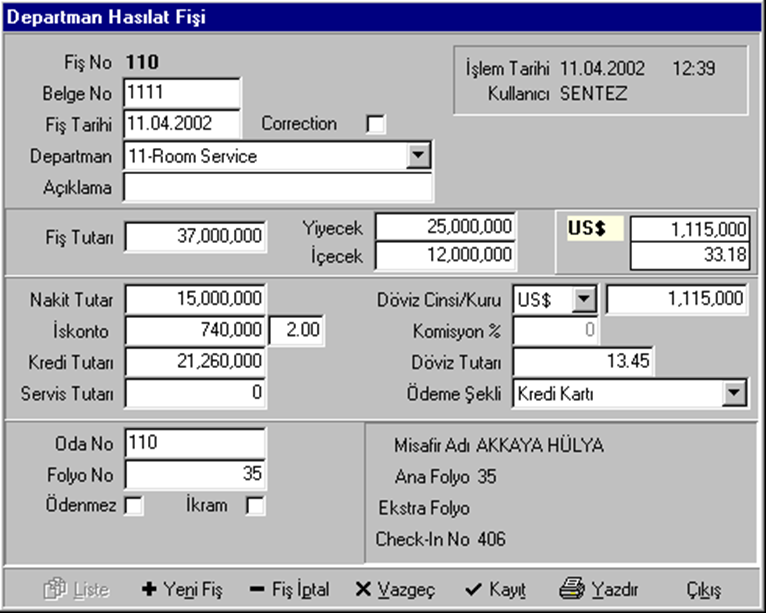 Departman Hasılat Fişi
Fiş No 110
İşlem Tarihi 11.04.2002 12:39
Belge No 1111
Kullanıcı SENTEZ
Fiş Tarihi 11.04.2002 Correction
Departman 11-Room Service
Açıklama
Fiş Tutarı 37,000,000 Yiyecek 25,000,000 US$ 1,115,000
İçecek 12,000,000 33.18
Nakit Tutar 15,000,000 Döviz Cinsi/Kuru US$ 1,115,000
İskonto 740,000 2.00 Komisyon % 0
Kredi Tutarı 21,260,000 Döviz Tutarı 13.45
Servis Tutarı 0 Ödeme Şekli Kredi Kartı
Oda No 110 Misafir Adı AKKAYA HÜLYA
Folyo No 35 Ana Folyo 35
Ödenmez İkram Ekstra Folyo
Check-In No 406
Liste Yeni Fiş Fiş İptal Vazgeç Kayıt Yazdır Çıkış